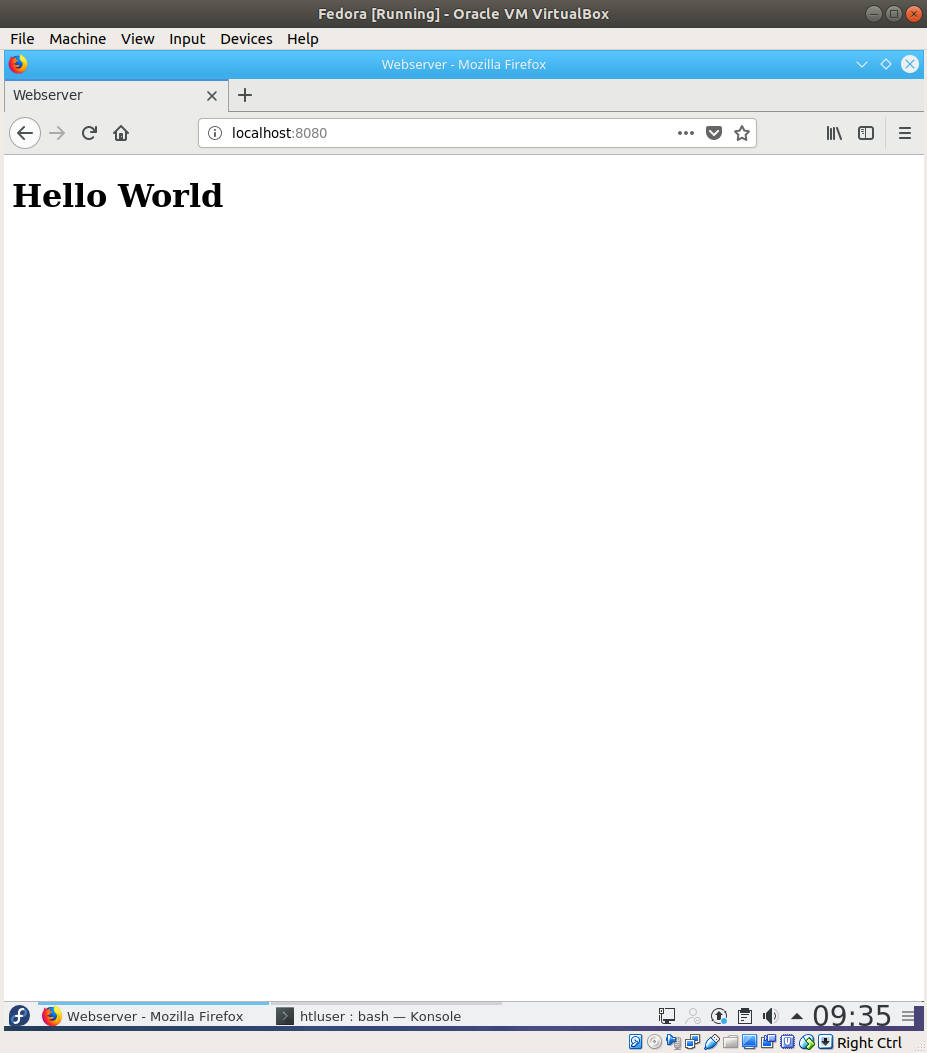 Fedora [Running] - Oracle VM VirtualBox
File Machine View Input Devices Help
Webserver - Mozilla Firefox
Webserver
localhost:8080
Hello World
Webserver - Mozilla Firefox
htluser : bash — Konsole
09:35
Right Ctrl